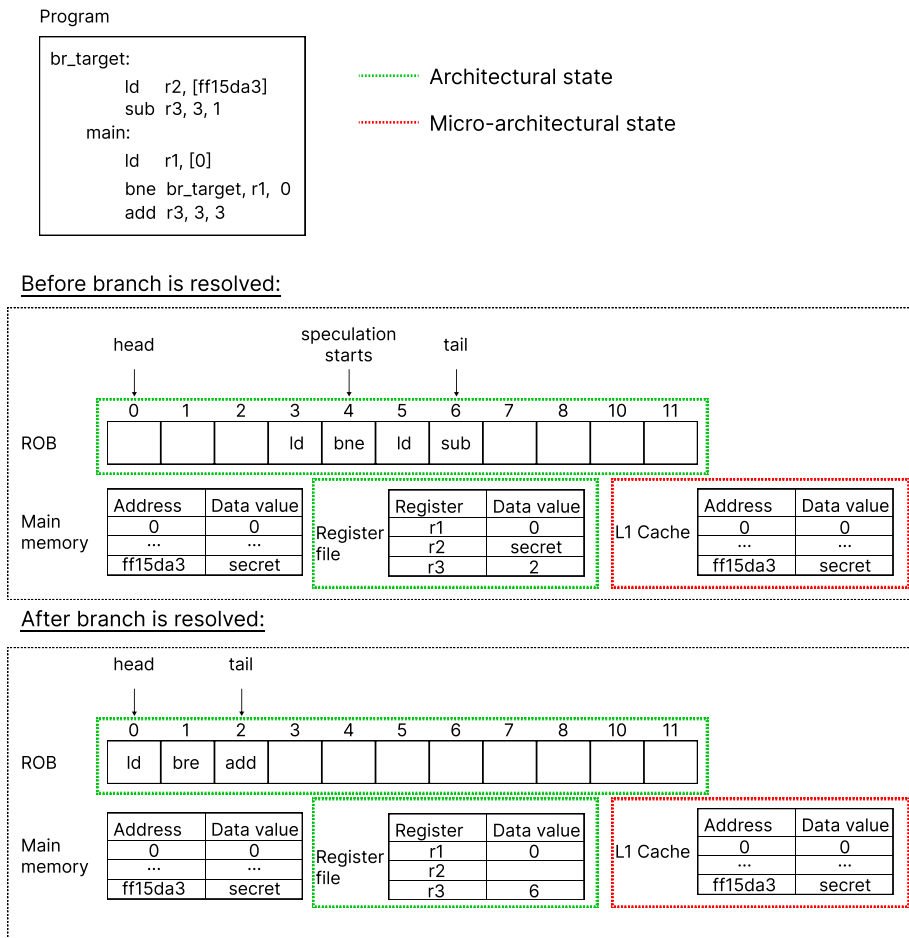 Program
br_target:
ld r2, [ff15da3]
sub r3, 3, 1
main:
ld r1, [0]
bne br_target, r1, 0
add r3, 3, 3
Architectural state
Micro-architectural state
Before branch is resolved:
head
speculation
starts
tail
0 1 2 3 4 5 6 7 8 10 11
ROB
ld bne ld sub
Main
memory
Address Data value
0 0
... ...
ff15da3 secret
Register
file
Register Data value
r1 0
r2 secret
r3 2
L1 Cache
Address Data value
0 0
... ...
ff15da3 secret
After branch is resolved:
head tail
0 1 2 3 4 5 6 7 8 10 11
ROB
ld bre add
Main
memory
Address Data value
0 0
... ...
ff15da3 secret
Register
file
Register Data value
r1 0
r2
r3 6
L1 Cache
Address Data value
0 0
... ...
ff15da3 secret